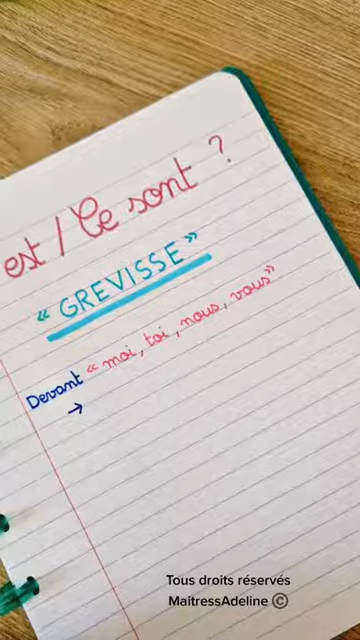 est / Ce sont ?
« GREVISSE »
Devant « moi, toi, nous, vous »
→
Tous droits réservés
MaitressAdeline ©